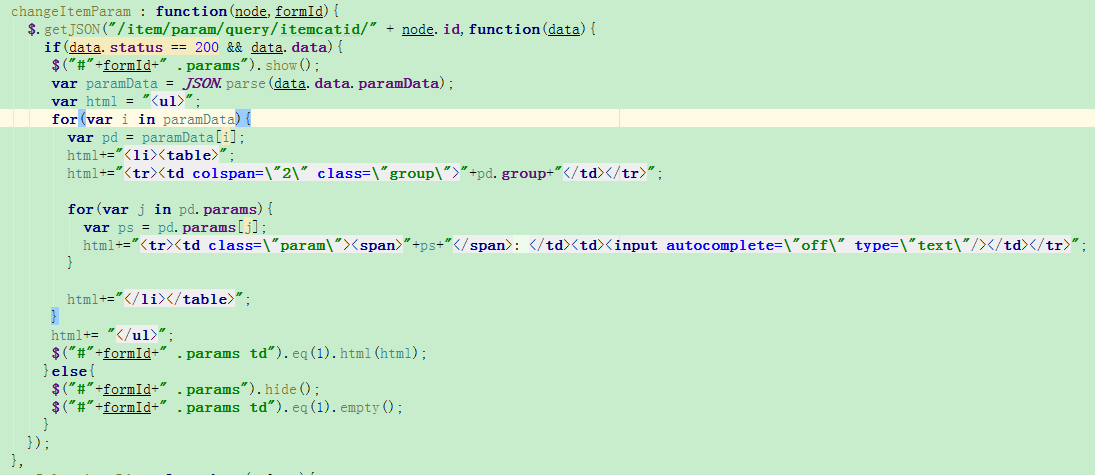 changeItemParam : function(node,formId){
$.getJSON("/item/param/query/itemcatid/" + node.id,function(data){
if(data.status == 200 && data.data){
$("#"+formId+" .params").show();
var paramData = JSON.parse(data.data.paramData);
var html = "<ul>";
for(var i in paramData){
var pd = paramData[i];
html+="<li><table>";
html+="<tr><td colspan=\"2\" class=\"group\">"+pd.group+"</td></tr>";
for(var j in pd.params){
var ps = pd.params[j];
html+="<tr><td class=\"param\"><span>"+ps+"</span>: </td><td><input autocomplete=\"off\" type=\"text\"/></td></tr>";
}
html+="</li></table>";
}
html+= "</ul>";
$("#"+formId+" .params td").eq(1).html(html);
}else{
$("#"+formId+" .params").hide();
$("#"+formId+" .params td").eq(1).empty();
}
});
},